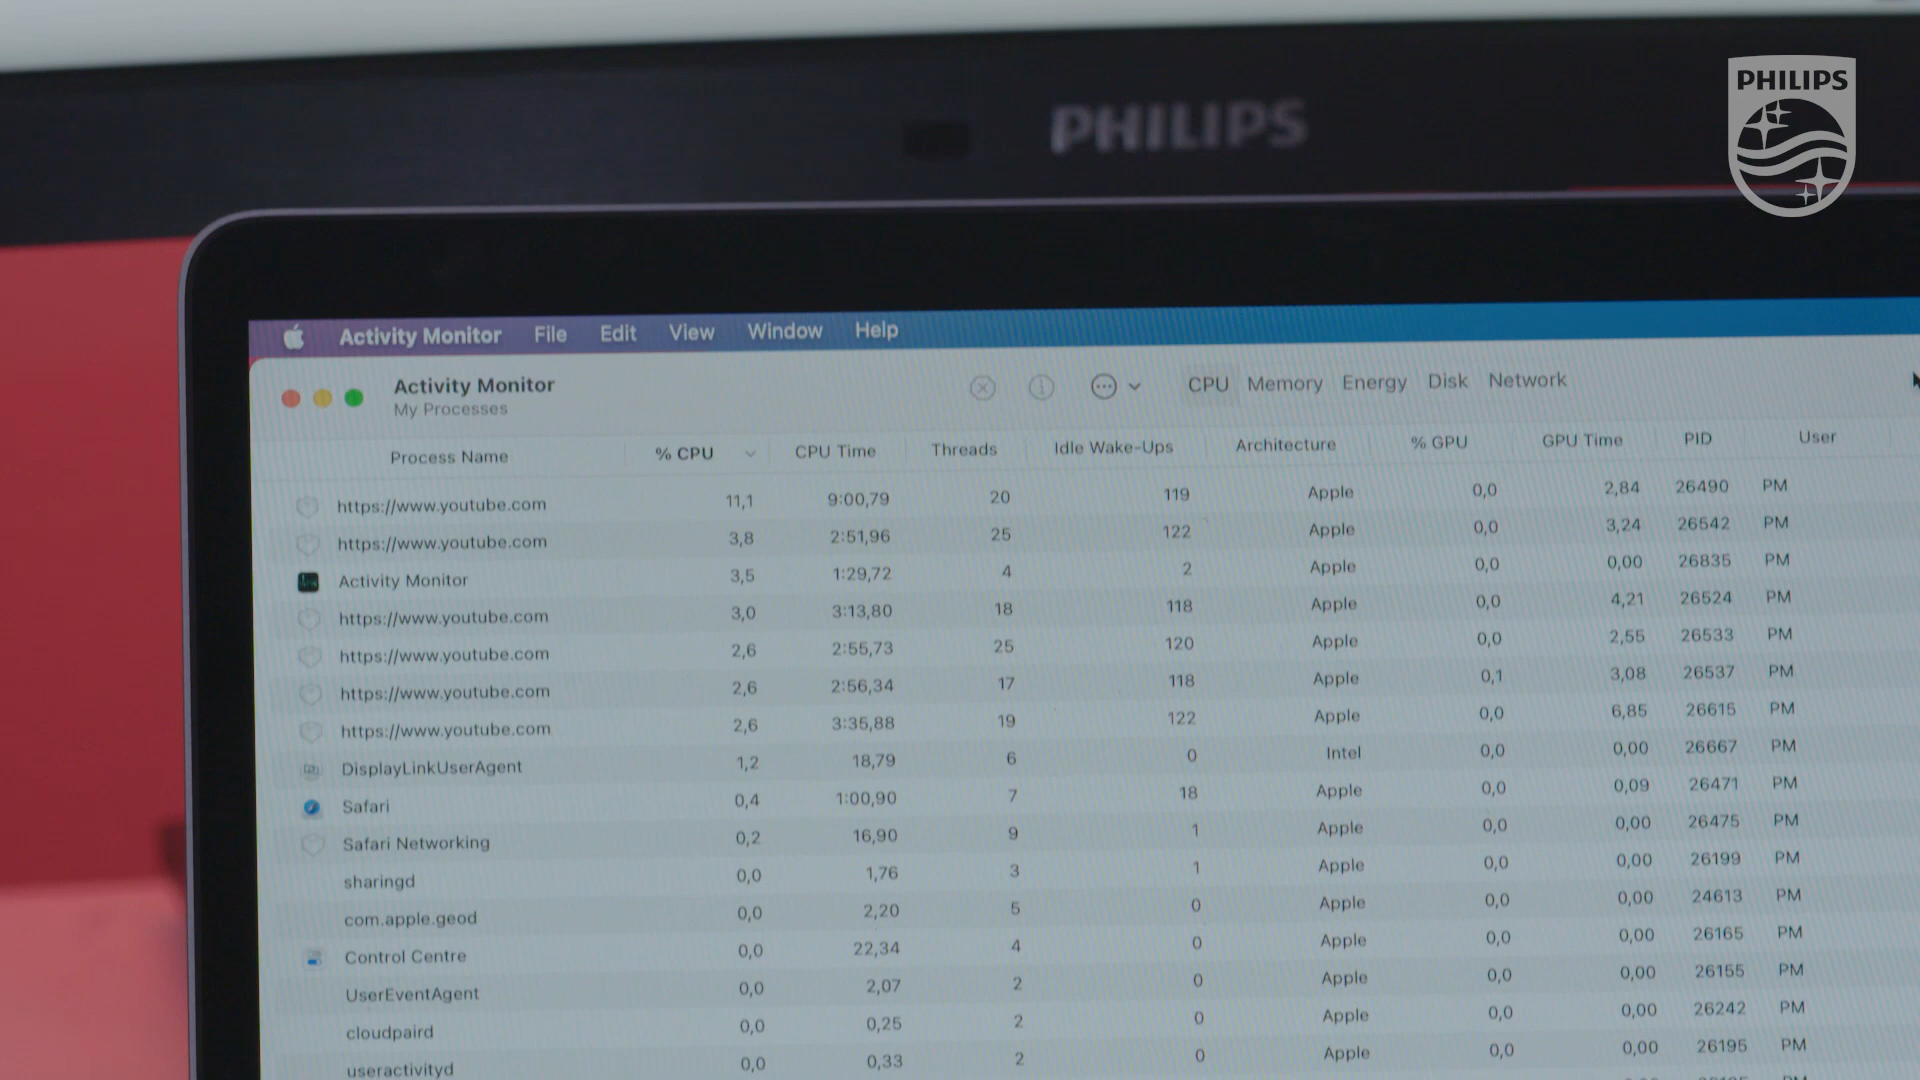 PHILIPS
PHILIPS
Activity Monitor File Edit View Window Help
Activity Monitor
My Processes
CPU Memory Energy Disk Network
Process Name % CPU CPU Time Threads Idle Wake-Ups Architecture % GPU GPU Time PID User
https://www.youtube.com 11,1 9:00,79 20 119 Apple 0,0 2,84 26490 PM
https://www.youtube.com 3,8 2:51,96 25 122 Apple 0,0 3,24 26542 PM
Activity Monitor 3,5 1:29,72 4 2 Apple 0,0 0,00 26835 PM
https://www.youtube.com 3,0 3:13,80 18 118 Apple 0,0 4,21 26524 PM
https://www.youtube.com 2,6 2:55,73 25 120 Apple 0,0 2,55 26533 PM
https://www.youtube.com 2,6 2:56,34 17 118 Apple 0,1 3,08 26537 PM
https://www.youtube.com 2,6 3:35,88 19 122 Apple 0,0 6,85 26615 PM
DisplayLinkUserAgent 1,2 18,79 6 0 Intel 0,0 0,00 26667 PM
Safari 0,4 1:00,90 7 18 Apple 0,0 0,09 26471 PM
Safari Networking 0,2 16,90 9 1 Apple 0,0 0,00 26475 PM
sharingd 0,0 1,76 3 1 Apple 0,0 0,00 26199 PM
com.apple.geod 0,0 2,20 5 0 Apple 0,0 0,00 24613 PM
Control Centre 0,0 22,34 4 0 Apple 0,0 0,00 26165 PM
UserEventAgent 0,0 2,07 2 0 Apple 0,0 0,00 26155 PM
cloudpaird 0,0 0,25 2 0 Apple 0,0 0,00 26242 PM
useractivityd 0,0 0,33 2 0 Apple 0,0 0,00 26195 PM